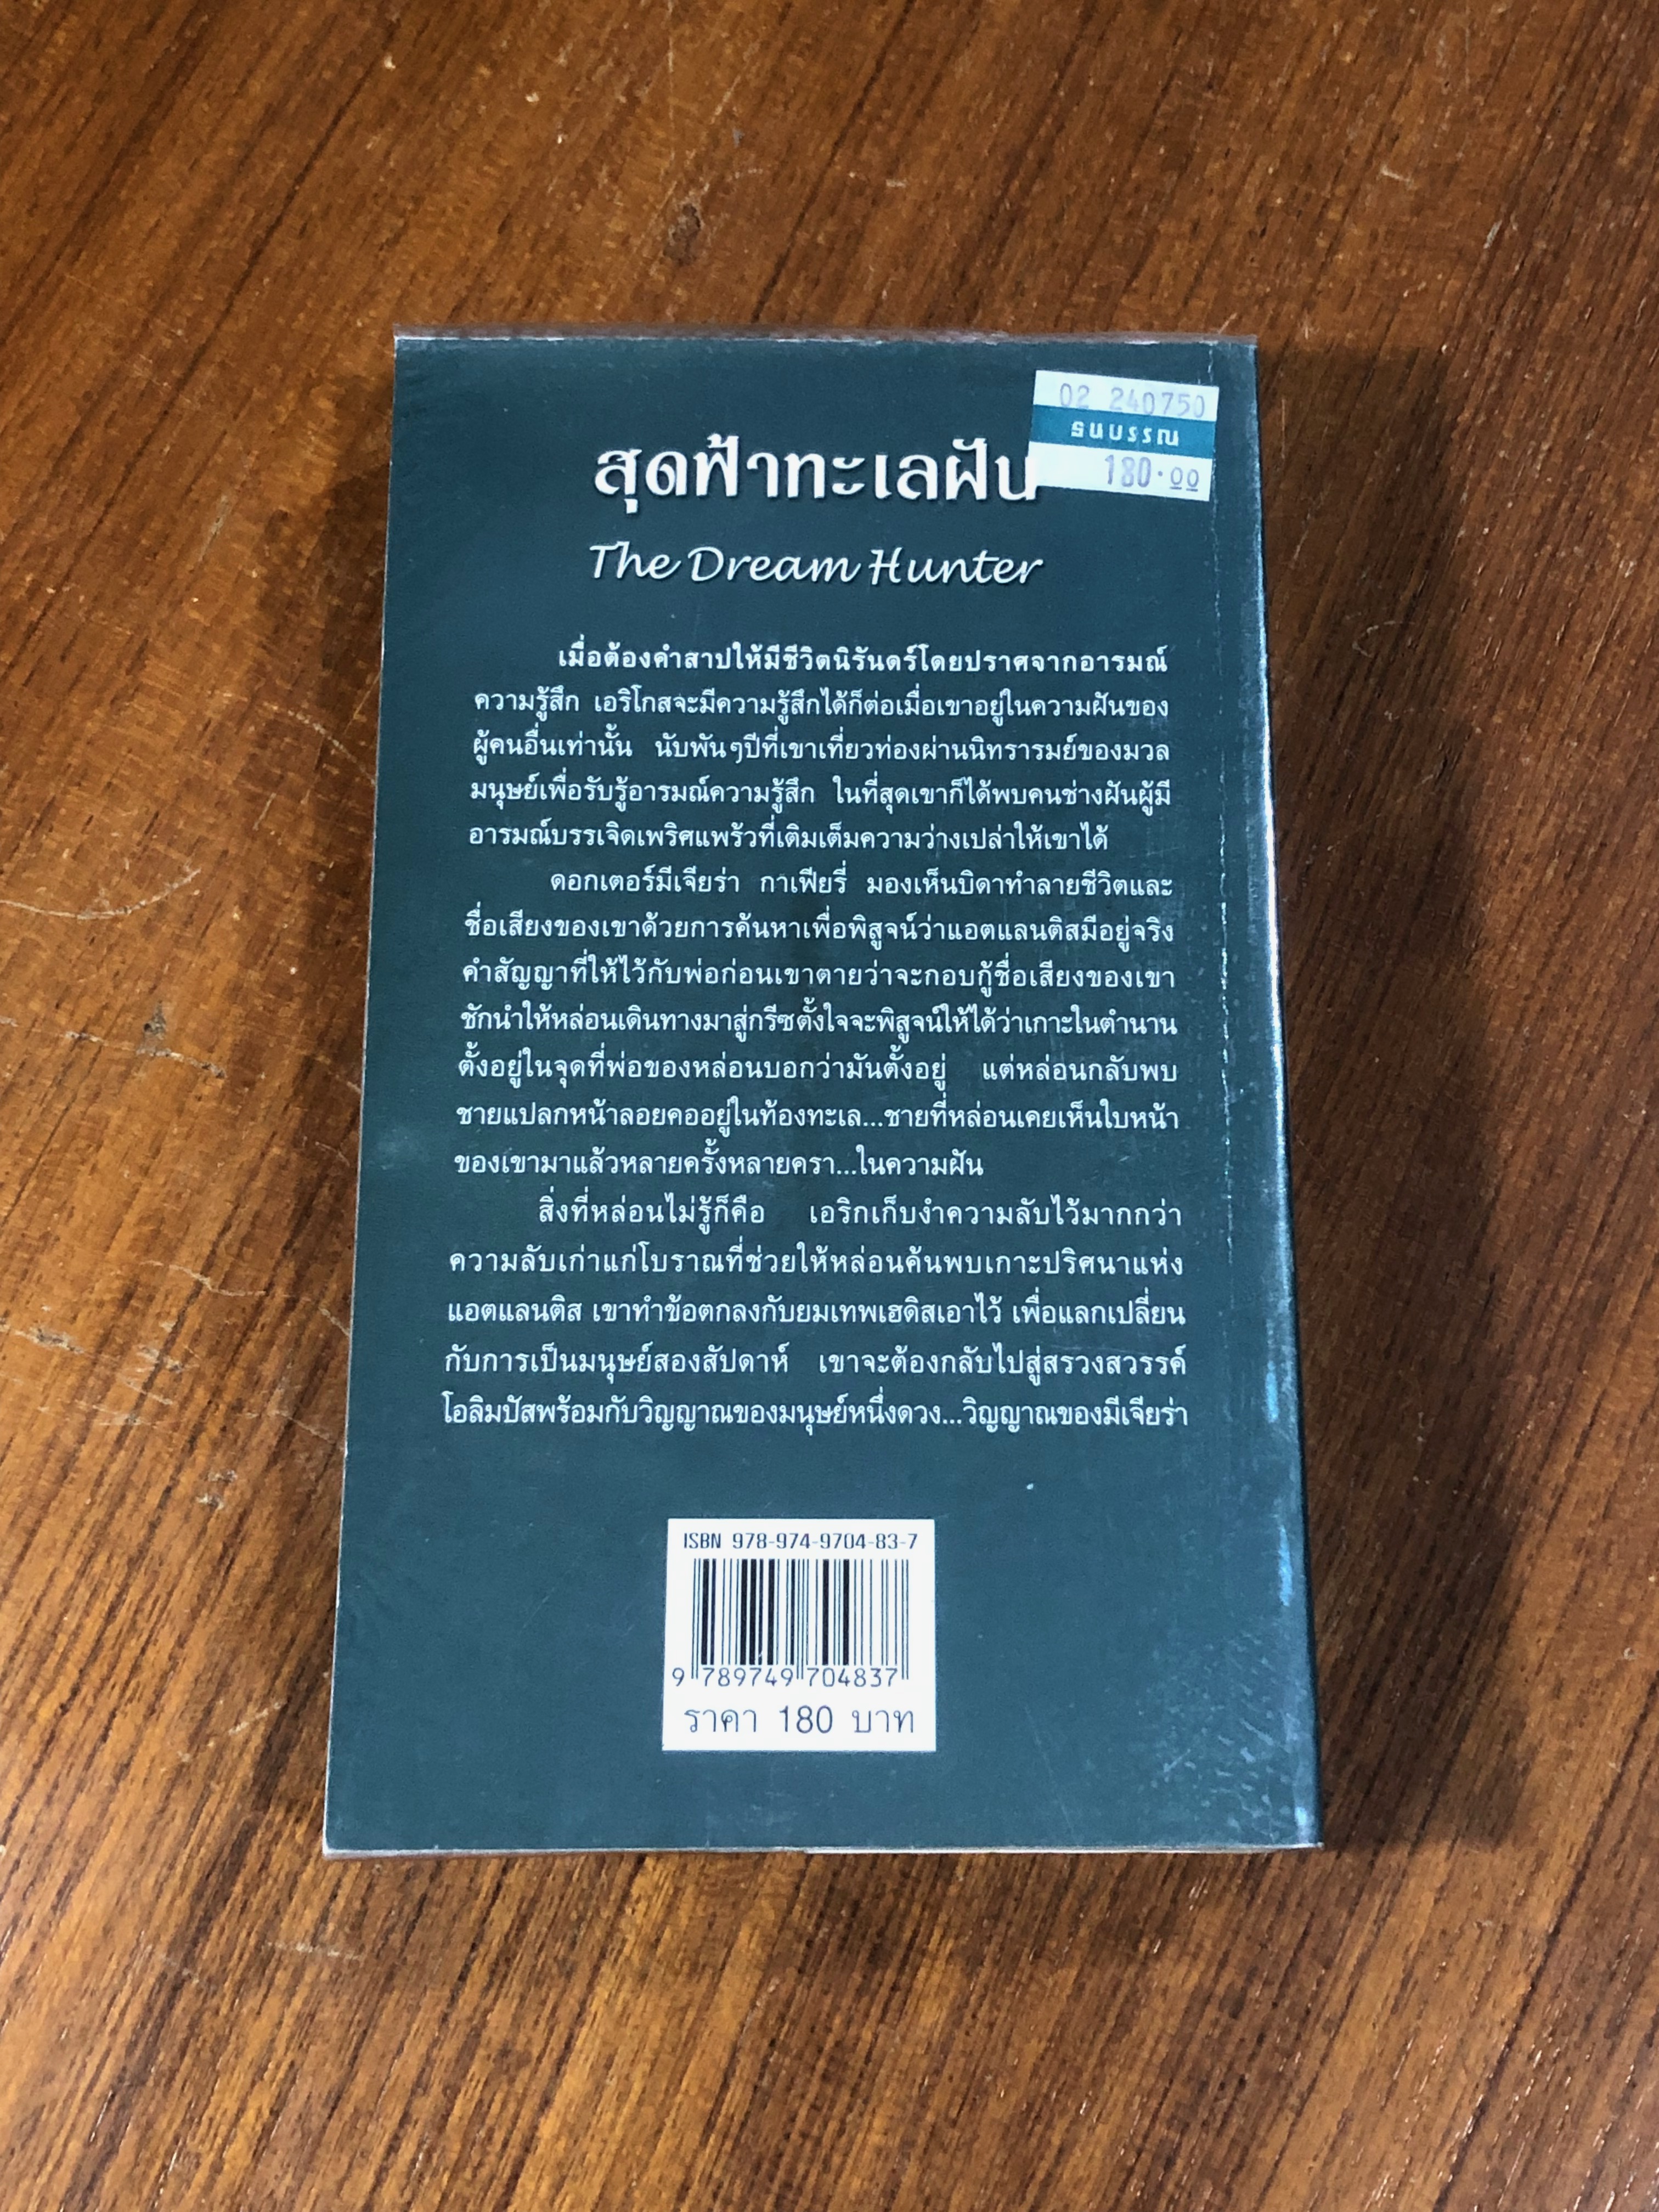 02 240750
ธนบรรณ
180.00
สุดฟ้าทะเลฝัน
The Dream Hunter
เมื่อต้องคำสาปให้มีชีวิตนิรันดร์โดยปราศจากอารมณ์
ความรู้สึก เอริโกสจะมีความรู้สึกได้ก็ต่อเมื่อเขาอยู่ในความฝันของ
ผู้คนอื่นเท่านั้น นับพันๆปีที่เขาเที่ยวท่องผ่านนิทรารมย์ของมวล
มนุษย์เพื่อรับรู้อารมณ์ความรู้สึก ในที่สุดเขาก็ได้พบคนช่างฝันผู้มี
อารมณ์บรรเจิดเพริศแพร้วที่เติมเต็มความว่างเปล่าให้เขาได้
ดอกเตอร์มีเจียร่า กาเฟียรี่ มองเห็นบิดาทำลายชีวิตและ
ชื่อเสียงของเขาด้วยการค้นหาเพื่อพิสูจน์ว่าแอตแลนติสมีอยู่จริง
คำสัญญาที่ให้ไว้กับพ่อก่อนเขาตายว่าจะกอบกู้ชื่อเสียงของเขา
ชักนำให้หล่อนเดินทางมาสู่กรีซตั้งใจจะพิสูจน์ให้ได้ว่าเกาะในตำนาน
ตั้งอยู่ในจุดที่พ่อของหล่อนบอกว่ามันตั้งอยู่ แต่หล่อนกลับพบ
ชายแปลกหน้าลอยคออยู่ในท้องทะเล...ชายที่หล่อนเคยเห็นใบหน้า
ของเขามาแล้วหลายครั้งหลายครา...ในความฝัน
สิ่งที่หล่อนไม่รู้ก็คือ เอริกเก็บงำความลับไว้มากกว่า
ความลับเก่าแก่โบราณที่ช่วยให้หล่อนค้นพบเกาะปริศนาแห่ง
แอตแลนติส เขาทำข้อตกลงกับยมเทพเฮดิสเอาไว้ เพื่อแลกเปลี่ยน
กับการเป็นมนุษย์สองสัปดาห์ เขาจะต้องกลับไปสู่สรวงสวรรค์
โอลิมปัสพร้อมกับวิญญาณของมนุษย์หนึ่งดวง...วิญญาณของมีเจียร่า
ISBN 978-974-9704-83-7
9 789749 704837
ราคา 180 บาท